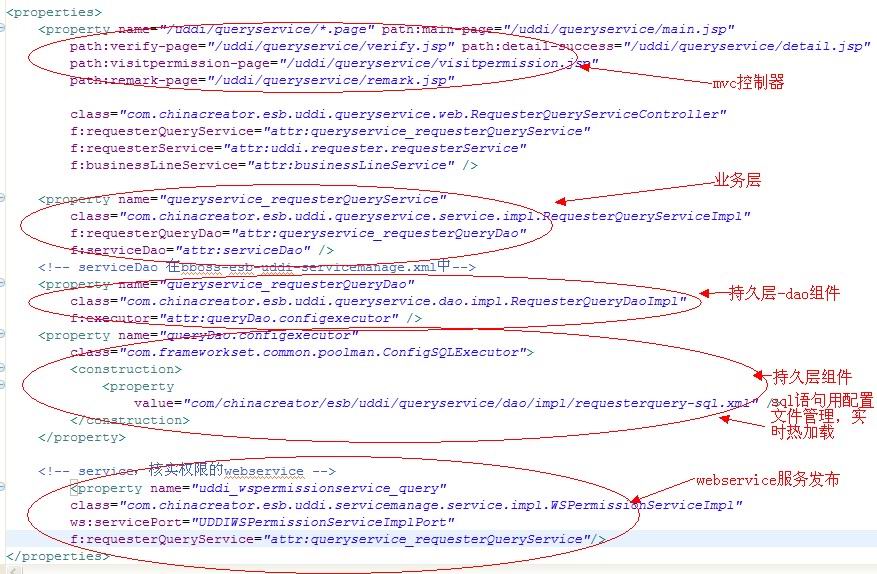 <properties>
<property name="/uddi/queryservice/*.page" path:main-page="/uddi/queryservice/main.jsp"
path:verify-page="/uddi/queryservice/verify.jsp" path:detail-success="/uddi/queryservice/detail.jsp"
path:visitpermission-page="/uddi/queryservice/visitpermission.jsp"
path:remark-page="/uddi/queryservice/remark.jsp"
mvc控制器
class="com.chinacreator.esb.uddi.queryservice.web.RequesterQueryServiceController"
f:requesterQueryService="attr:queryservice_requesterQueryService"
f:requesterService="attr:uddi.requester.requesterService"
f:businessLineService="attr:businessLineService" />
业务层
<property name="queryservice_requesterQueryService"
class="com.chinacreator.esb.uddi.queryservice.service.impl.RequesterQueryServiceImpl"
f:requesterQueryDao="attr:queryservice_requesterQueryDao"
f:serviceDao="attr:serviceDao" />
<!-- serviceDao 在bboss-esb-uddi-servicemanage.xml中-->
<property name="queryservice_requesterQueryDao"
持久层-dao组件
class="com.chinacreator.esb.uddi.queryservice.dao.impl.RequesterQueryDaoImpl"
f:executor="attr:queryDao.configexecutor" />
<property name="queryDao.configexecutor"
class="com.frameworkset.common.poolman.ConfigSQLExecutor">
<construction>
持久层组件
<property
value="com/chinacreator/esb/uddi/queryservice/dao/impl/requesterquery-sql.xml" />
sql语句用配置
文件管理，实
时热加载
</construction>
</property>
<!-- service，核实权限的webservice -->
webservice服务发布
<property name="uddi_wspermissionservice_query"
class="com.chinacreator.esb.servicemanage.service.impl.WSPermissionServiceImpl"
ws:servicePort="UDDIWSPermissionServiceImplPort"
f:requesterQueryService="attr:queryservice_requesterQueryService"/>
</properties>